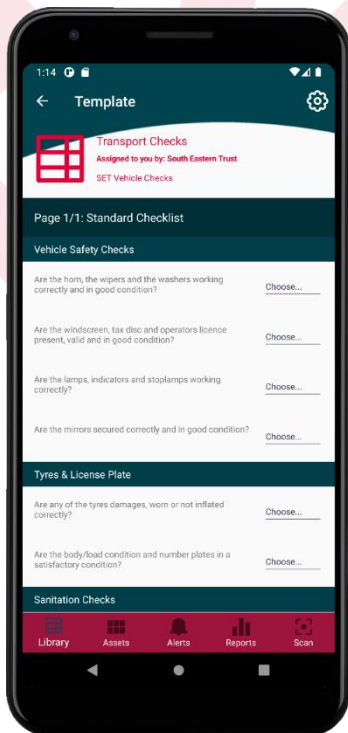 1:14
Template
Transport Checks
Assigned to you by: South Eastern Trust
SET Vehicle Checks
Page 1/1: Standard Checklist
Vehicle Safety Checks
Are the horn, the wipers and the washers working
correctly and in good condition?
Choose...
Are the windscreen, tax disc and operators licence
present, valid and in good condition?
Choose...
Are the lamps, indicators and stoplamps working
correctly?
Choose...
Are the mirrors secured correctly and in good condition?
Choose...
Tyres & License Plate
Are any of the tyres damages, worn or not inflated
correctly?
Choose...
Are the body/load condition and number plates in a
satisfactory condition?
Choose...
Sanitation Checks
Library Assets Alerts Reports Scan